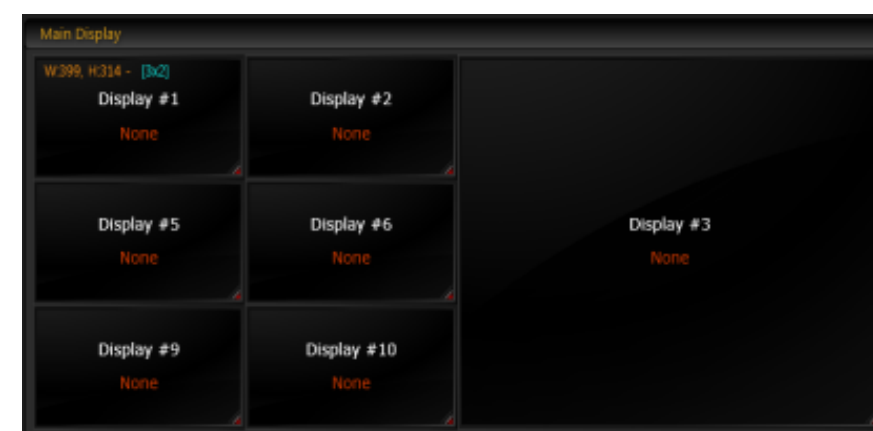 Main Display
W:399, H:314 - [3x2]
Display #1
None
Display #2
None
Display #3
None
Display #5
None
Display #6
None
Display #9
None
Display #10
None